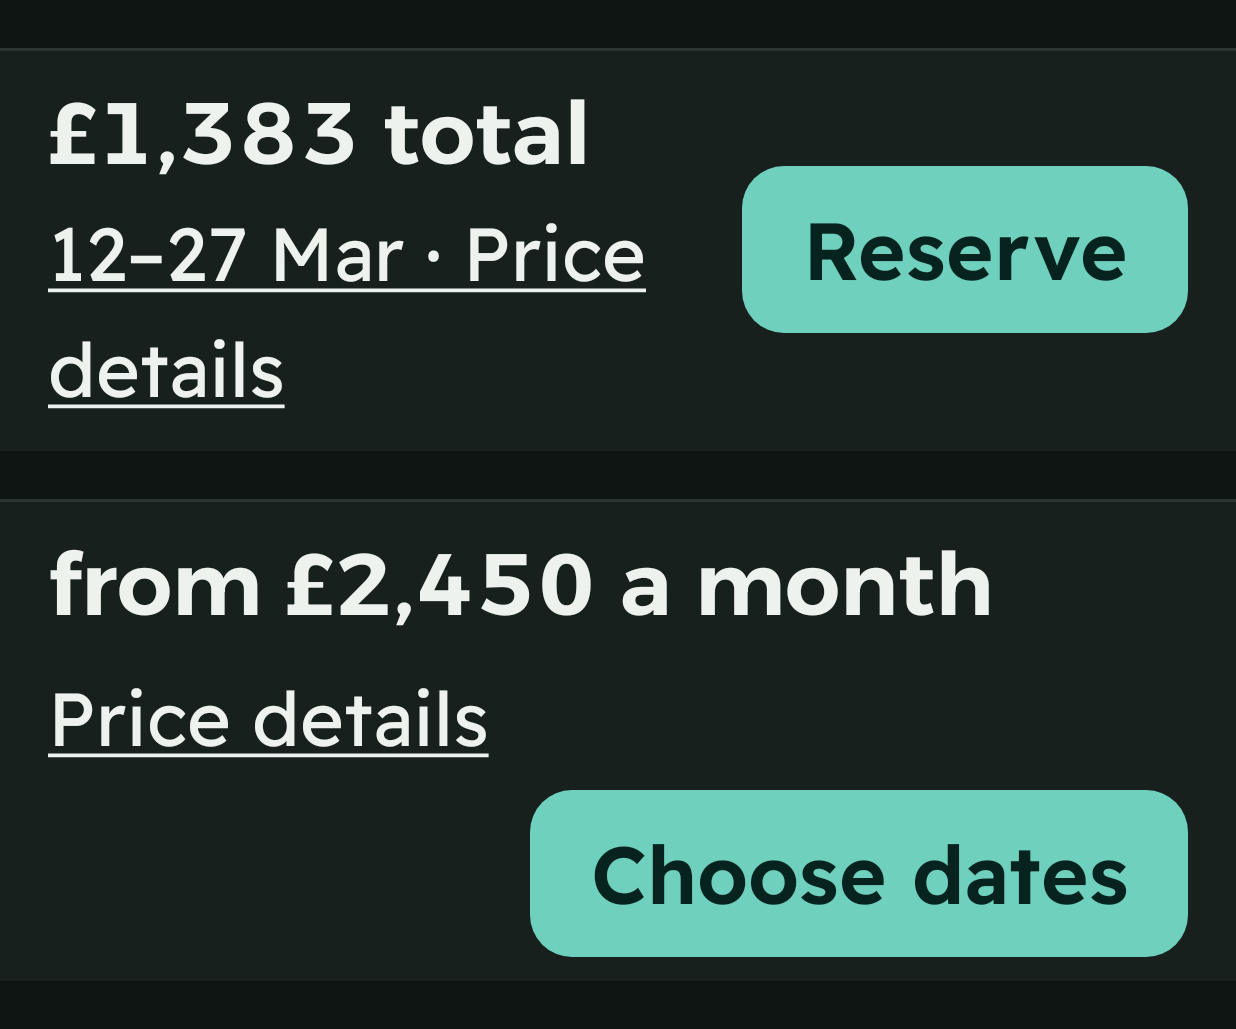 £1,383 total
12–27 Mar · Price
details
Reserve
from £2,450 a month
Price details
Choose dates